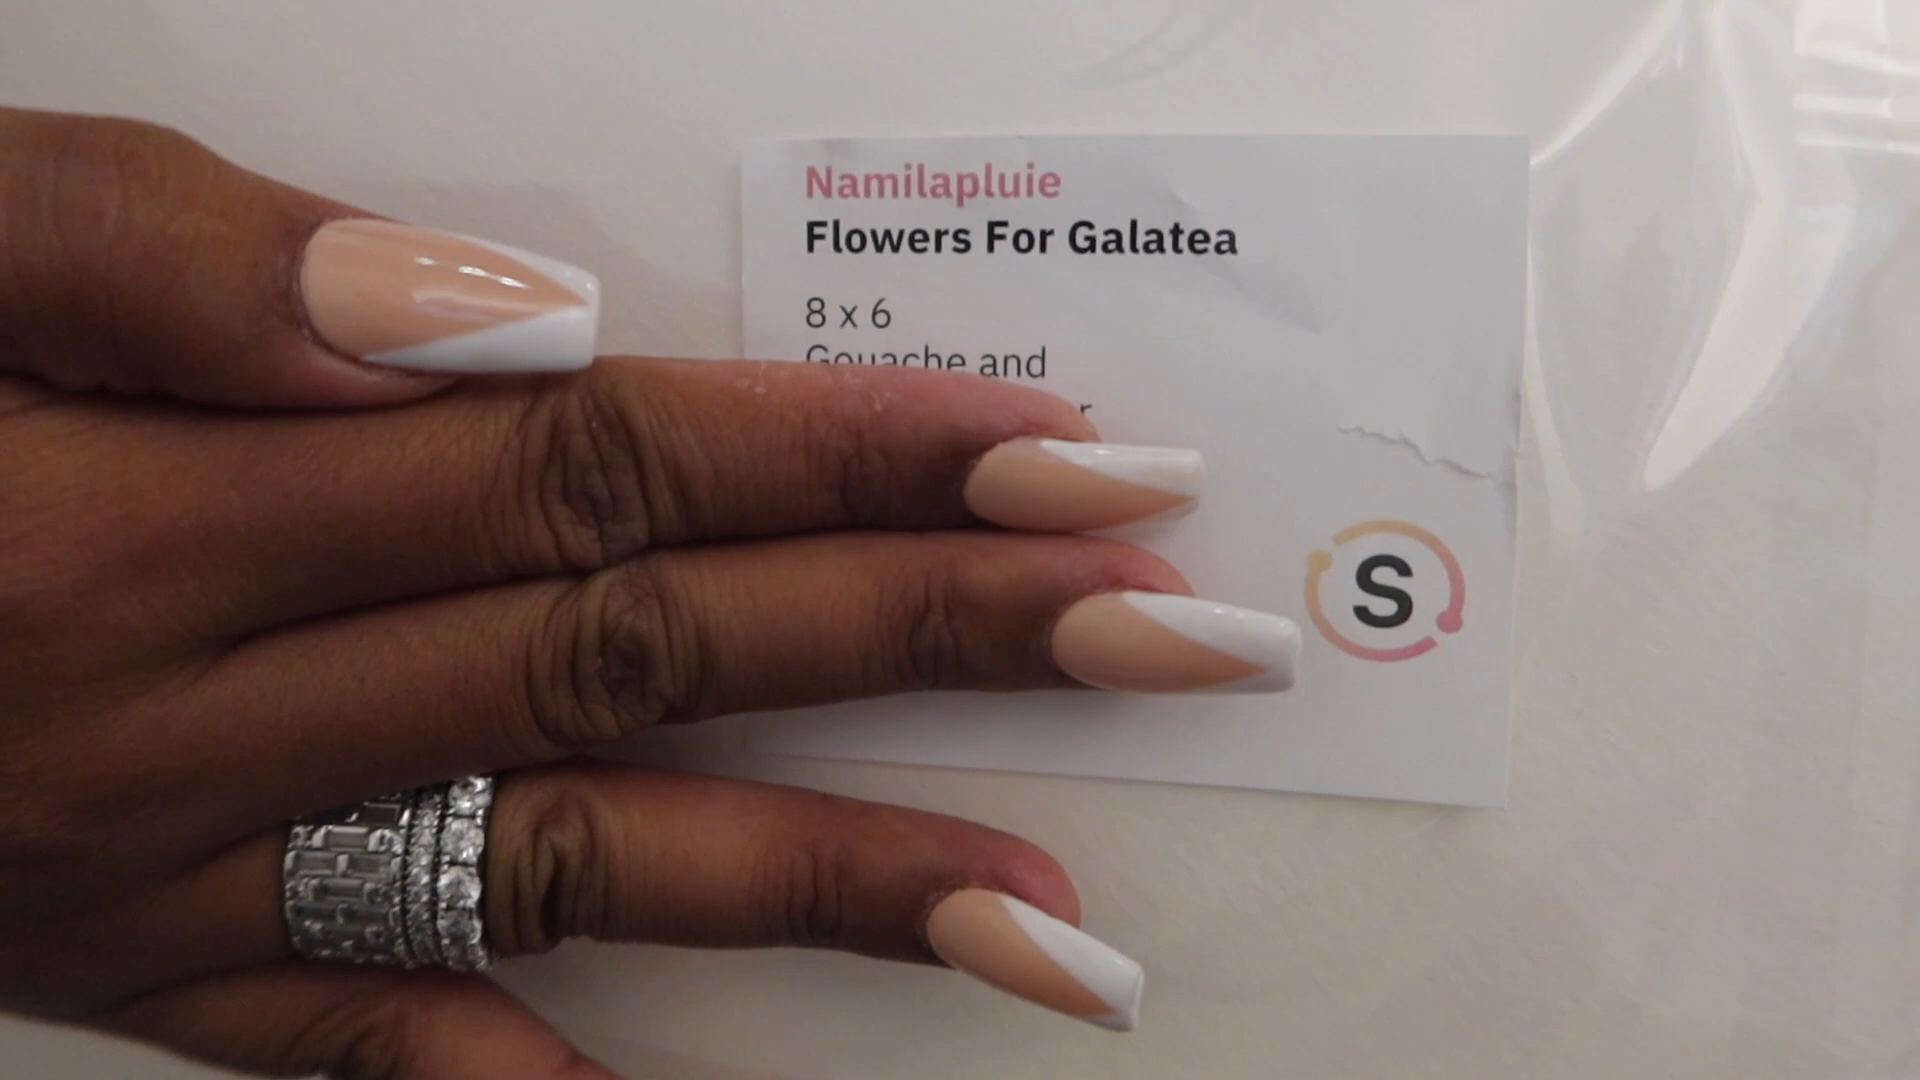 Namilapluie
Flowers For Galatea
8 x 6
Gouache and
S